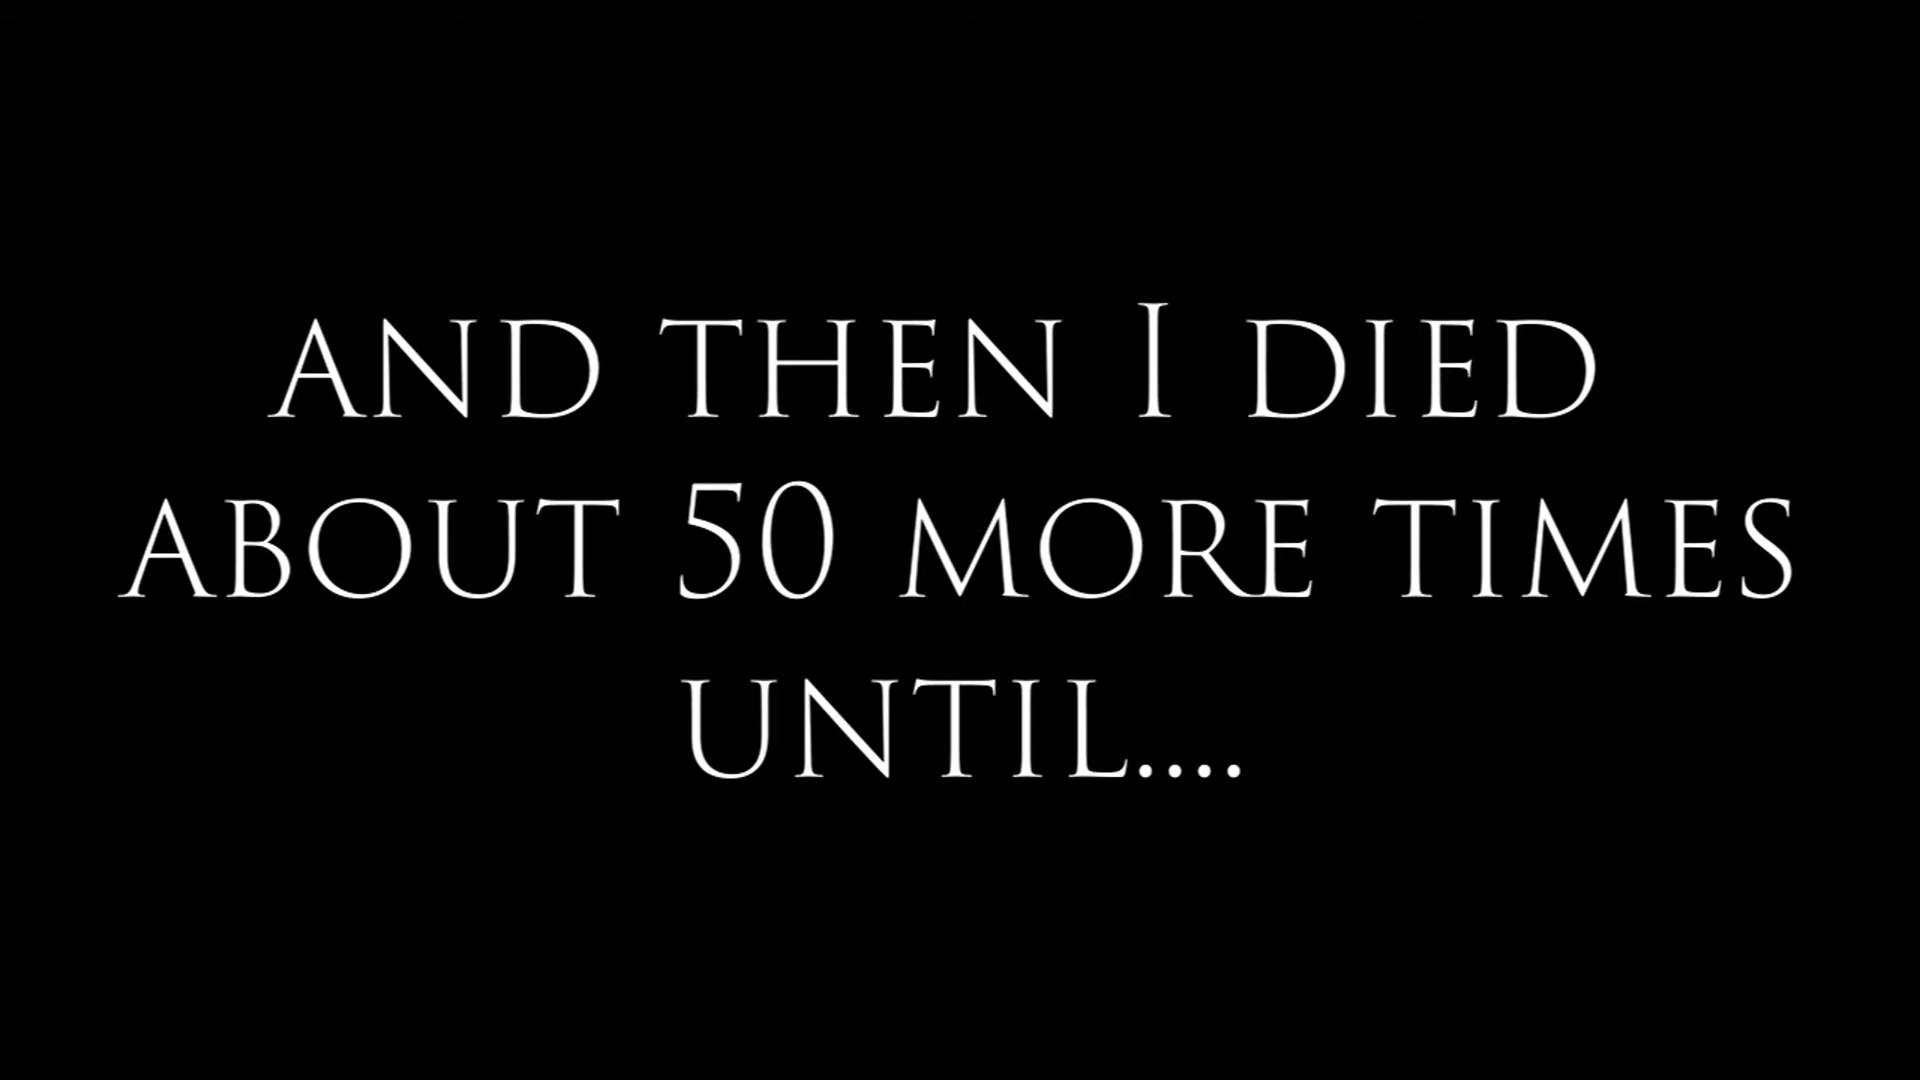 AND THEN I DIED
ABOUT 50 MORE TIMES
UNTIL....